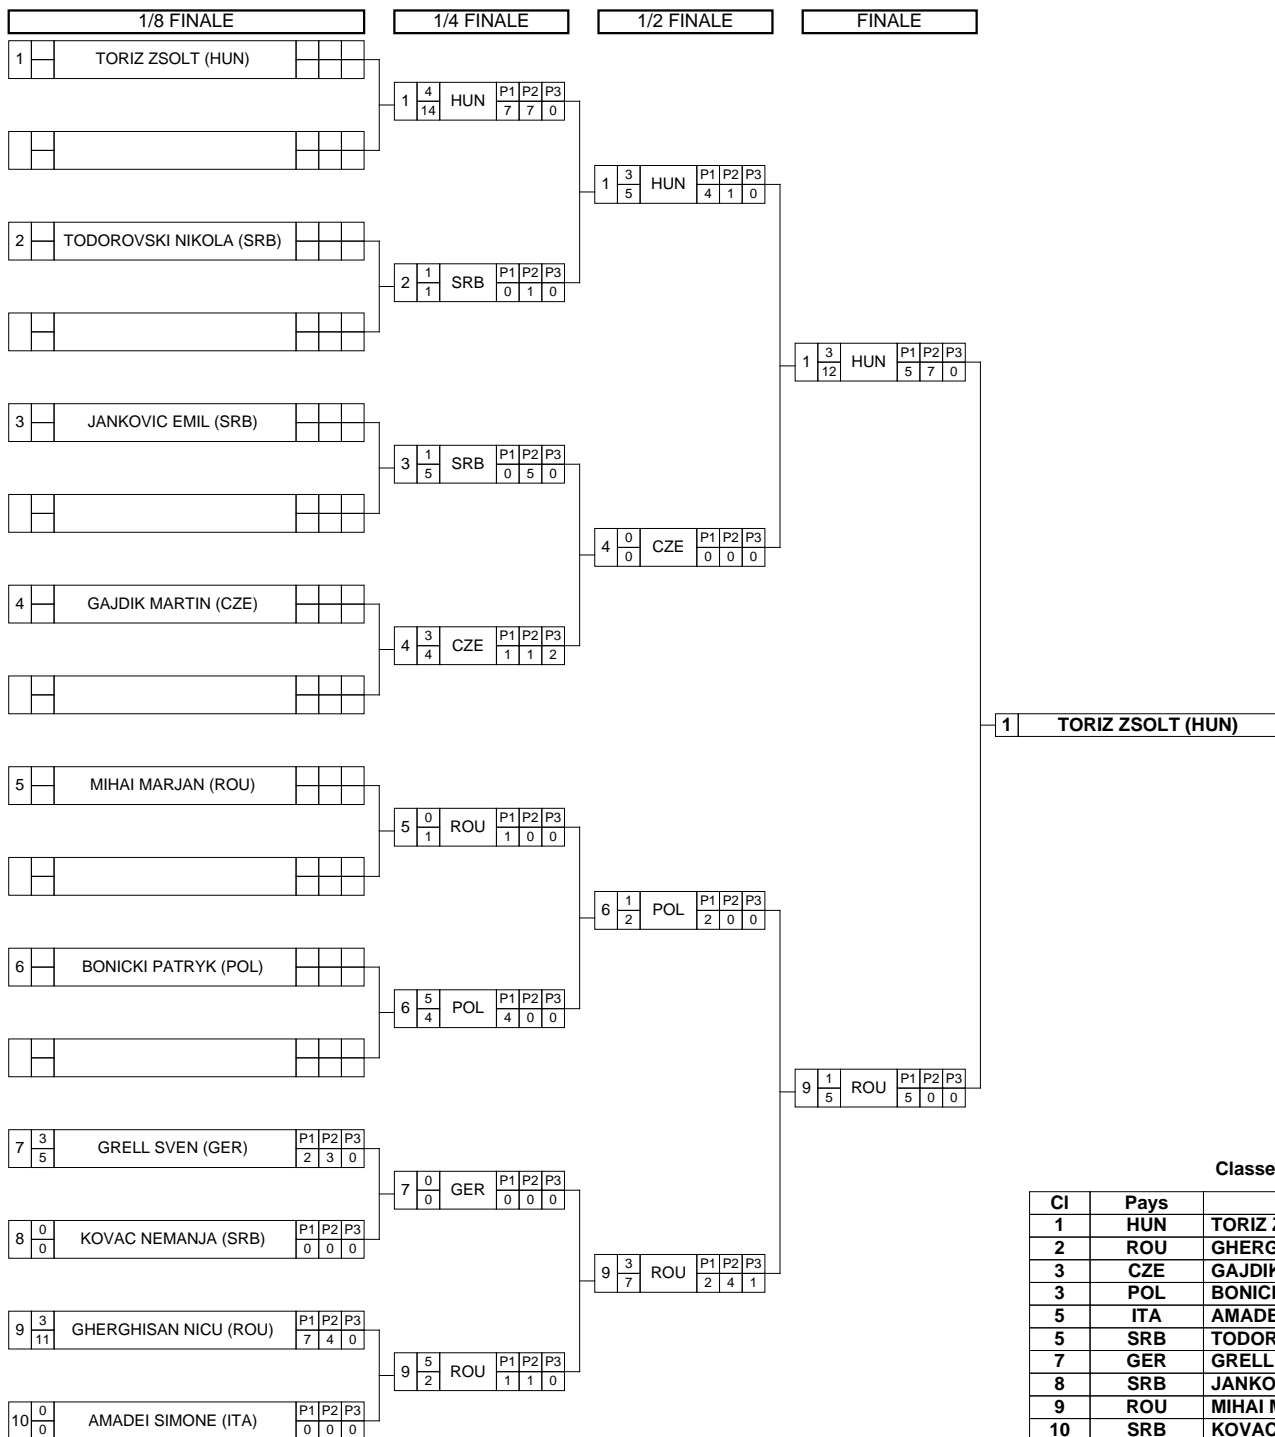 1/8 FINALE 1/4 FINALE 1/2 FINALE FINALE
1 TORIZ ZSOLT (HUN)
1 4 14 HUN P1 P2 P3 7 7 0
1 3 5 HUN P1 P2 P3 4 1 0
2 TODOROVSKI NIKOLA (SRB)
2 1 1 SRB P1 P2 P3 0 1 0
1 3 12 HUN P1 P2 P3 5 7 0
3 JANKOVIC EMIL (SRB)
3 1 5 SRB P1 P2 P3 0 5 0
4 0 0 CZE P1 P2 P3 0 0 0
4 GAJDIK MARTIN (CZE)
4 3 4 CZE P1 P2 P3 1 1 2
1 TORIZ ZSOLT (HUN)
5 MIHAI MARJAN (ROU)
5 0 1 ROU P1 P2 P3 1 0 0
6 1 2 POL P1 P2 P3 2 0 0
6 BONICKI PATRYK (POL)
6 5 4 POL P1 P2 P3 4 0 0
9 1 5 ROU P1 P2 P3 5 0 0
7 3 5 GRELL SVEN (GER) P1 P2 P3 2 3 0
7 0 0 GER P1 P2 P3 0 0 0
8 0 0 KOVAC NEMANJA (SRB) P1 P2 P3 0 0 0
9 3 7 ROU P1 P2 P3 2 4 1
9 3 11 GHERGHISAN NICU (ROU) P1 P2 P3 7 4 0
9 5 2 ROU P1 P2 P3 1 1 0
10 0 0 AMADEI SIMONE (ITA) P1 P2 P3 0 0 0
Classe
Cl Pays
1 HUN TORIZ
2 ROU GHERG
3 CZE GAJDIK
3 POL BONICI
5 ITA AMADE
5 SRB TODOR
7 GER GRELL
8 SRB JANKO
9 ROU MIHAI
10 SRB KOVAC